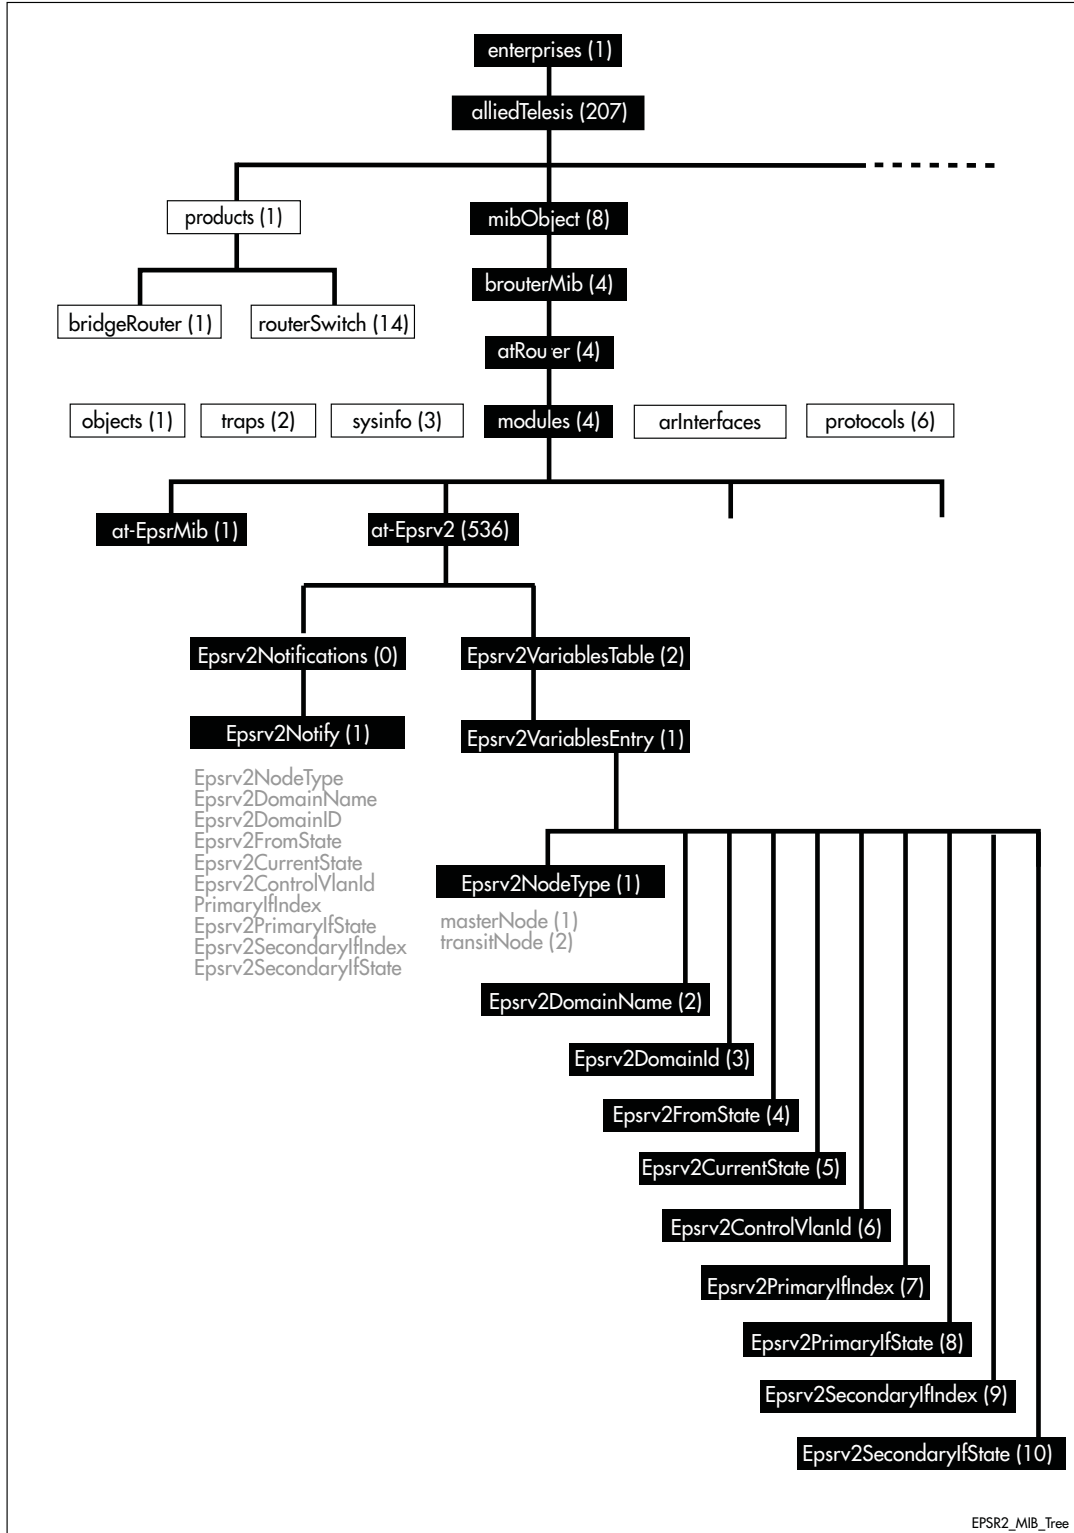 enterprises (1)
alliedTelesis (207)
products (1)
mibObject (8)
brouterMib (4)
bridgeRouter (1)
routerSwitch (14)
atRouter (4)
objects (1)
traps (2)
sysinfo (3)
modules (4)
arInterfaces
protocols (6)
at-EpsrMib (1)
at-Epsrv2 (536)
Epsrv2Notifications (0)
Epsrv2VariablesTable (2)
Epsrv2Notify (1)
Epsrv2VariablesEntry (1)
Epsrv2NodeType
Epsrv2DomainName
Epsrv2DomainID
Epsrv2FromState
Epsrv2CurrentState
Epsrv2ControlVlanId
PrimaryIfIndex
Epsrv2PrimaryIfState
Epsrv2SecondaryIfIndex
Epsrv2SecondaryIfState
Epsrv2NodeType (1)
masterNode (1)
transitNode (2)
Epsrv2DomainName (2)
Epsrv2DomainId (3)
Epsrv2FromState (4)
Epsrv2CurrentState (5)
Epsrv2ControlVlanId (6)
Epsrv2PrimaryIfIndex (7)
Epsrv2PrimaryIfState (8)
Epsrv2SecondaryIfIndex (9)
Epsrv2SecondaryIfState (10)
EPSR2_MIB_Tree